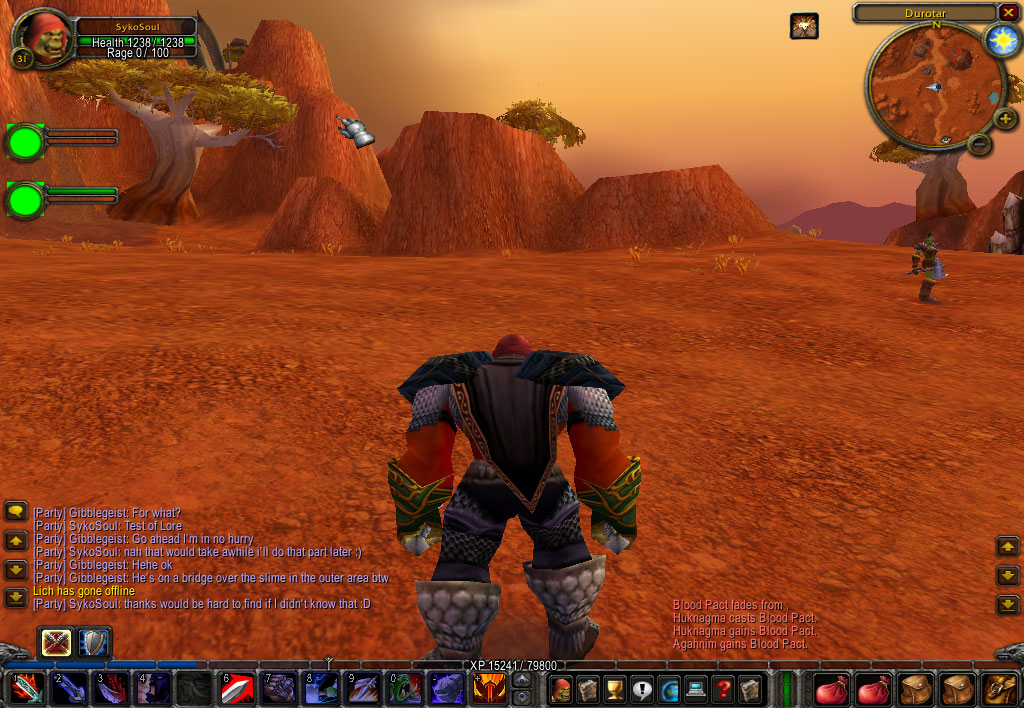 SykoSoul
Health 1238 / 1238
Rage 0 / 100
31
Durotar
N
[Party] Gibblegeist: For what?
[Party] SykoSoul: Test of Lore
[Party] Gibblegeist: Go ahead I'm in no hurry
[Party] SykoSoul: nah that would take awhile i'll do that part later :)
[Party] Gibblegeist: Hehe ok
[Party] Gibblegeist: He's on a bridge over the slime in the outer area btw
Lich has gone offline
[Party] SykoSoul: thanks would be hard to find if I didn't know that :D
Blood Pact fades from .
Huknagma casts Blood Pact.
Huknagma gains Blood Pact.
Agahnim gains Blood Pact.
XP 15241 / 79800
1 2 3 4 6 7 8 9 0 - =